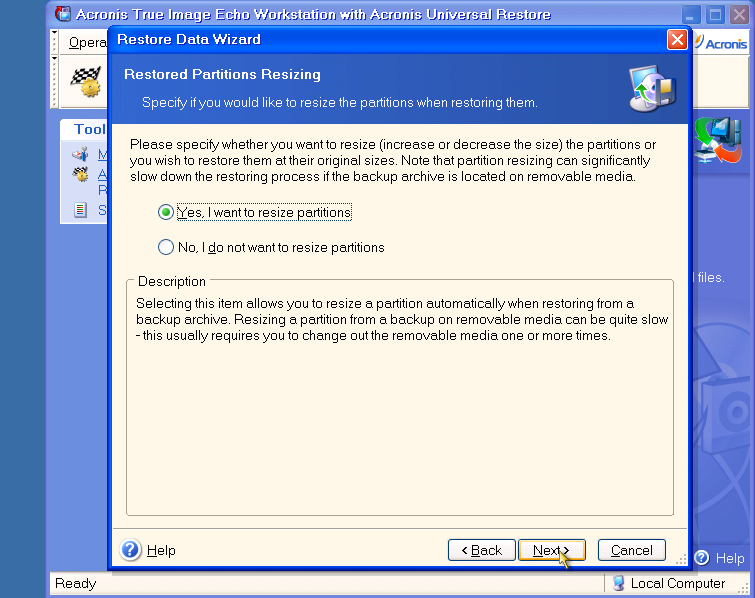 Acronis True Image Echo Workstation with Acronis Universal Restore
Opera
Acronis
Restore Data Wizard
Restored Partitions Resizing
Specify if you would like to resize the partitions when restoring them.
Tool
M
A
R
S
Please specify whether you want to resize (increase or decrease the size) the partitions or
you wish to restore them at their original sizes. Note that partition resizing can significantly
slow down the restoring process if the backup archive is located on removable media.
Yes, I want to resize partitions
No, I do not want to resize partitions
l files.
Description
Selecting this item allows you to resize a partition automatically when restoring from a
backup archive. Resizing a partition from a backup on removable media can be quite slow
- this usually requires you to change out the removable media one or more times.
Help
< Back
Next >
Cancel
Help
Ready
Local Computer